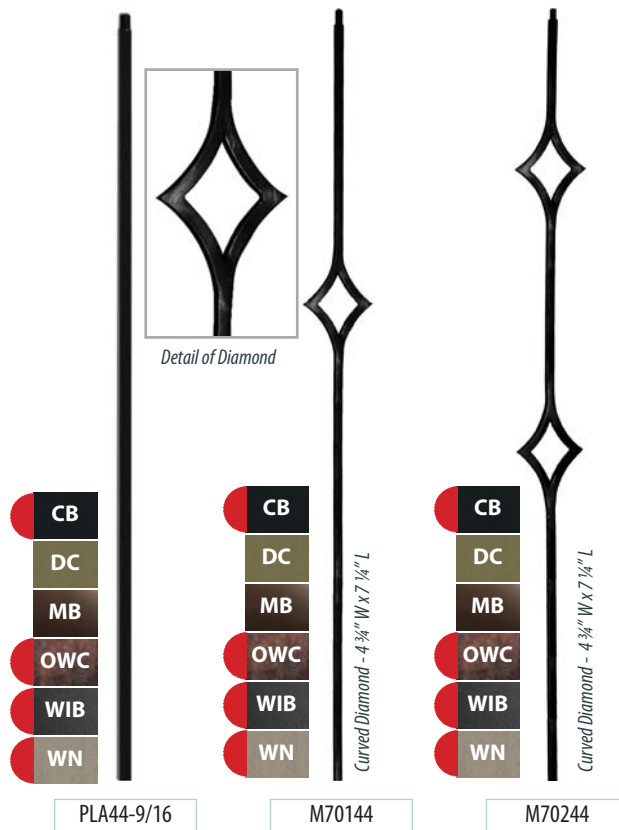 Detail of Diamond
CB
DC
MB
OWC
WIB
WN
PLA44-9/16
CB
DC
MB
OWC
WIB
WN
Curved Diamond - 4 ¾" W x 7 ¼" L
M70144
CB
DC
MB
OWC
WIB
WN
Curved Diamond - 4 ¾" W x 7 ¼" L
M70244